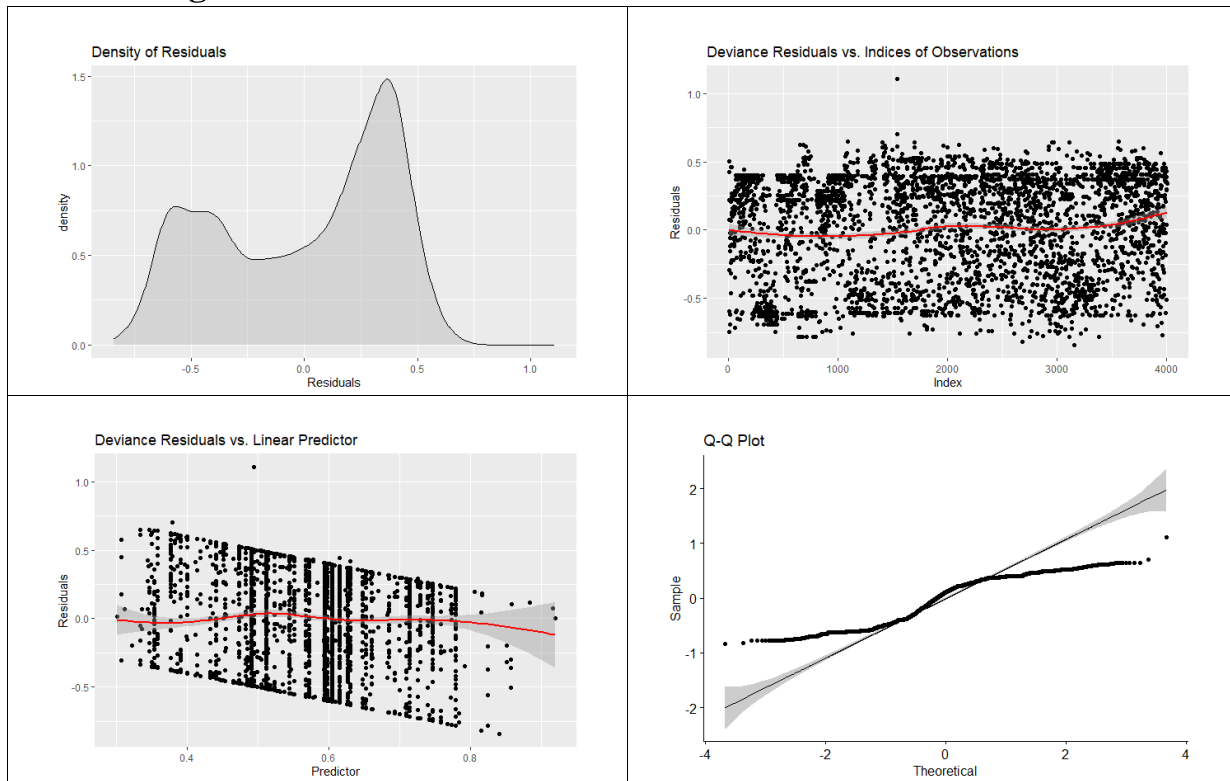 Density of Residuals
1.5
1.0
0.5
0.0
density
-0.5
0.0
0.5
1.0
Residuals
Deviance Residuals vs. Indices of Observations
1.0
0.5
0.0
-0.5
Residuals
0
1000
2000
3000
4000
Index
Deviance Residuals vs. Linear Predictor
1.0
0.5
0.0
-0.5
Residuals
0.4
0.6
0.8
Predictor
Q-Q Plot
2
1
0
-1
-2
Sample
-4
-2
0
2
4
Theoretical